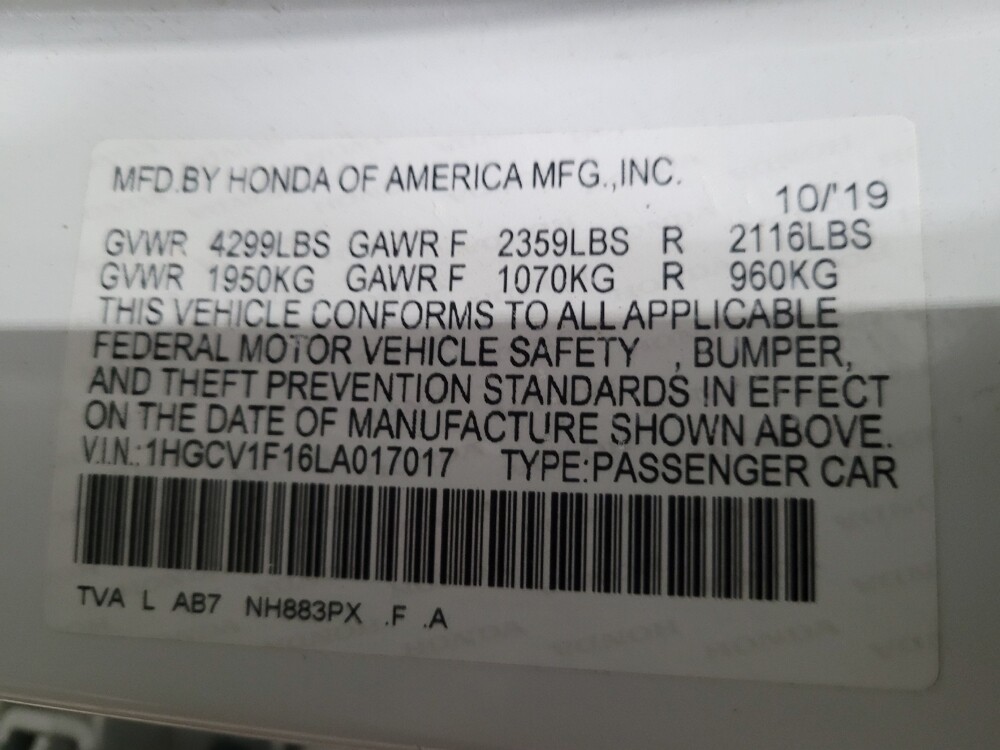 MFD.BY HONDA OF AMERICA MFG.,INC.
10/'19
GVWR 4299LBS GAWR F 2359LBS R 2116LBS
GVWR 1950KG GAWR F 1070KG R 960KG
THIS VEHICLE CONFORMS TO ALL APPLICABLE
FEDERAL MOTOR VEHICLE SAFETY , BUMPER,
AND THEFT PREVENTION STANDARDS IN EFFECT
ON THE DATE OF MANUFACTURE SHOWN ABOVE.
V.I.N.:1HGCV1F16LA017017 TYPE:PASSENGER CAR
TVA L AB7 NH883PX .F .A